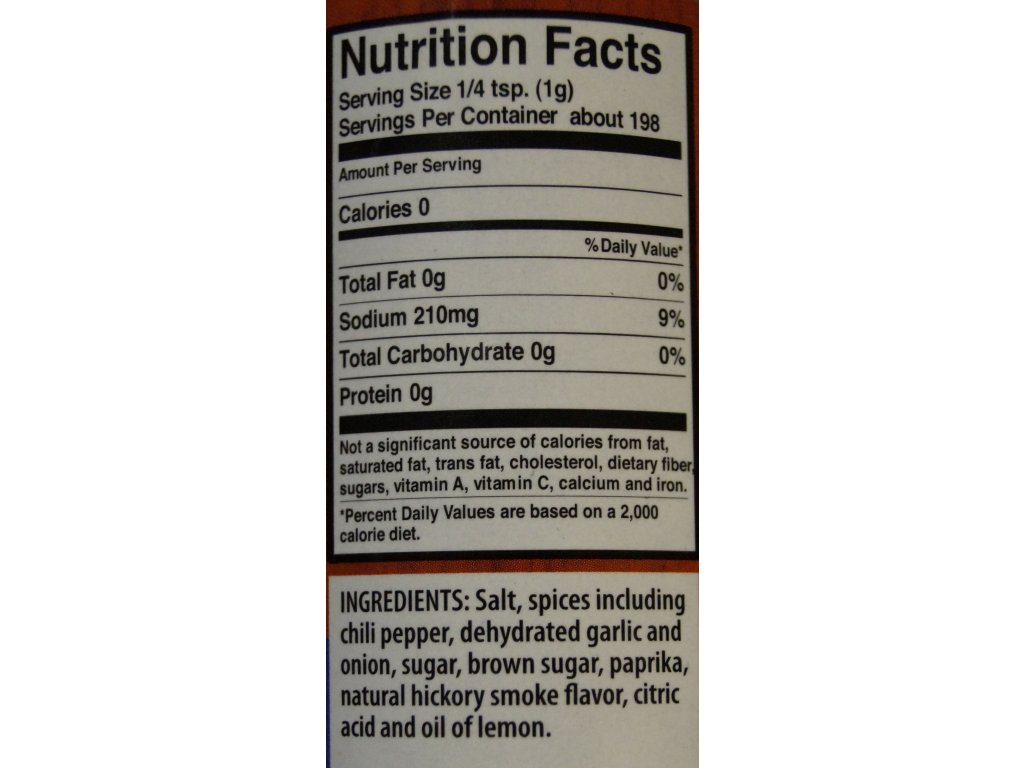 Nutrition Facts
Serving Size 1/4 tsp. (1g)
Servings Per Container about 198
Amount Per Serving
Calories 0
% Daily Value*
Total Fat 0g 0%
Sodium 210mg 9%
Total Carbohydrate 0g 0%
Protein 0g
Not a significant source of calories from fat,
saturated fat, trans fat, cholesterol, dietary fiber,
sugars, vitamin A, vitamin C, calcium and iron.
*Percent Daily Values are based on a 2,000
calorie diet.
INGREDIENTS: Salt, spices including
chili pepper, dehydrated garlic and
onion, sugar, brown sugar, paprika,
natural hickory smoke flavor, citric
acid and oil of lemon.